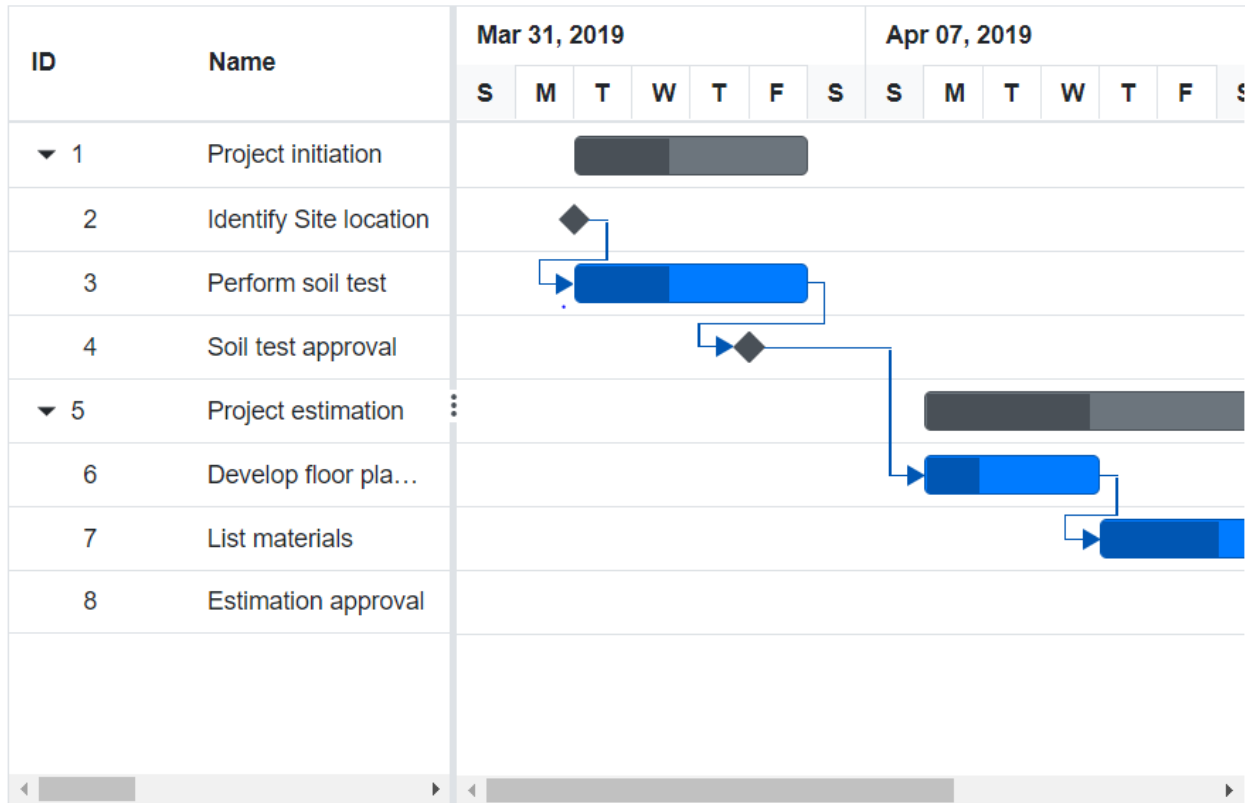 ID Name Mar 31, 2019 Apr 07, 2019
S M T W T F S S M T W T F S
1 Project initiation
2 Identify Site location
3 Perform soil test
4 Soil test approval
5 Project estimation
6 Develop floor pla...
7 List materials
8 Estimation approval